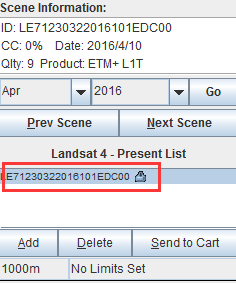 Scene Information:
ID: LE71230322016101EDC00
CC: 0% Date: 2016/4/10
Qlty: 9 Product: ETM+ L1T
Apr 2016 Go
Prev Scene Next Scene
Landsat 4 - Present List
LE71230322016101EDC00
Add Delete Send to Cart
1000m No Limits Set